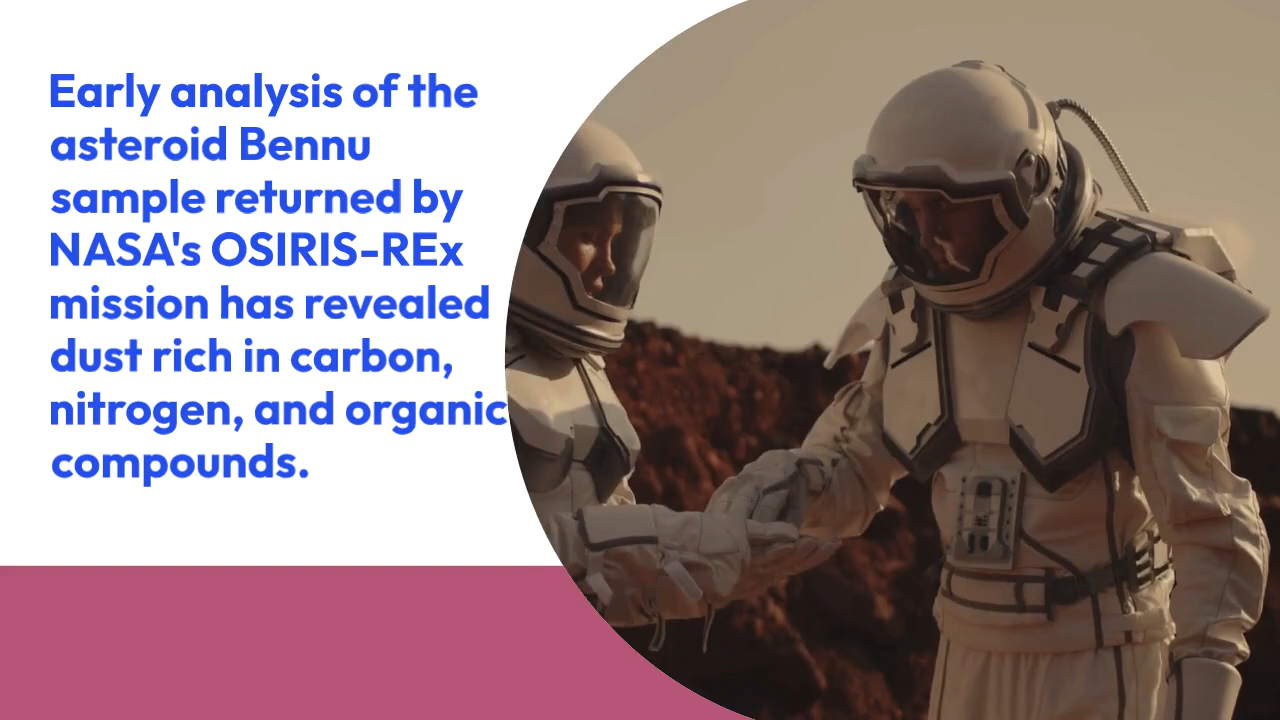 Early analysis of the
asteroid Bennu
sample returned by
NASA's OSIRIS-REx
mission has revealed
dust rich in carbon,
nitrogen, and organic
compounds.